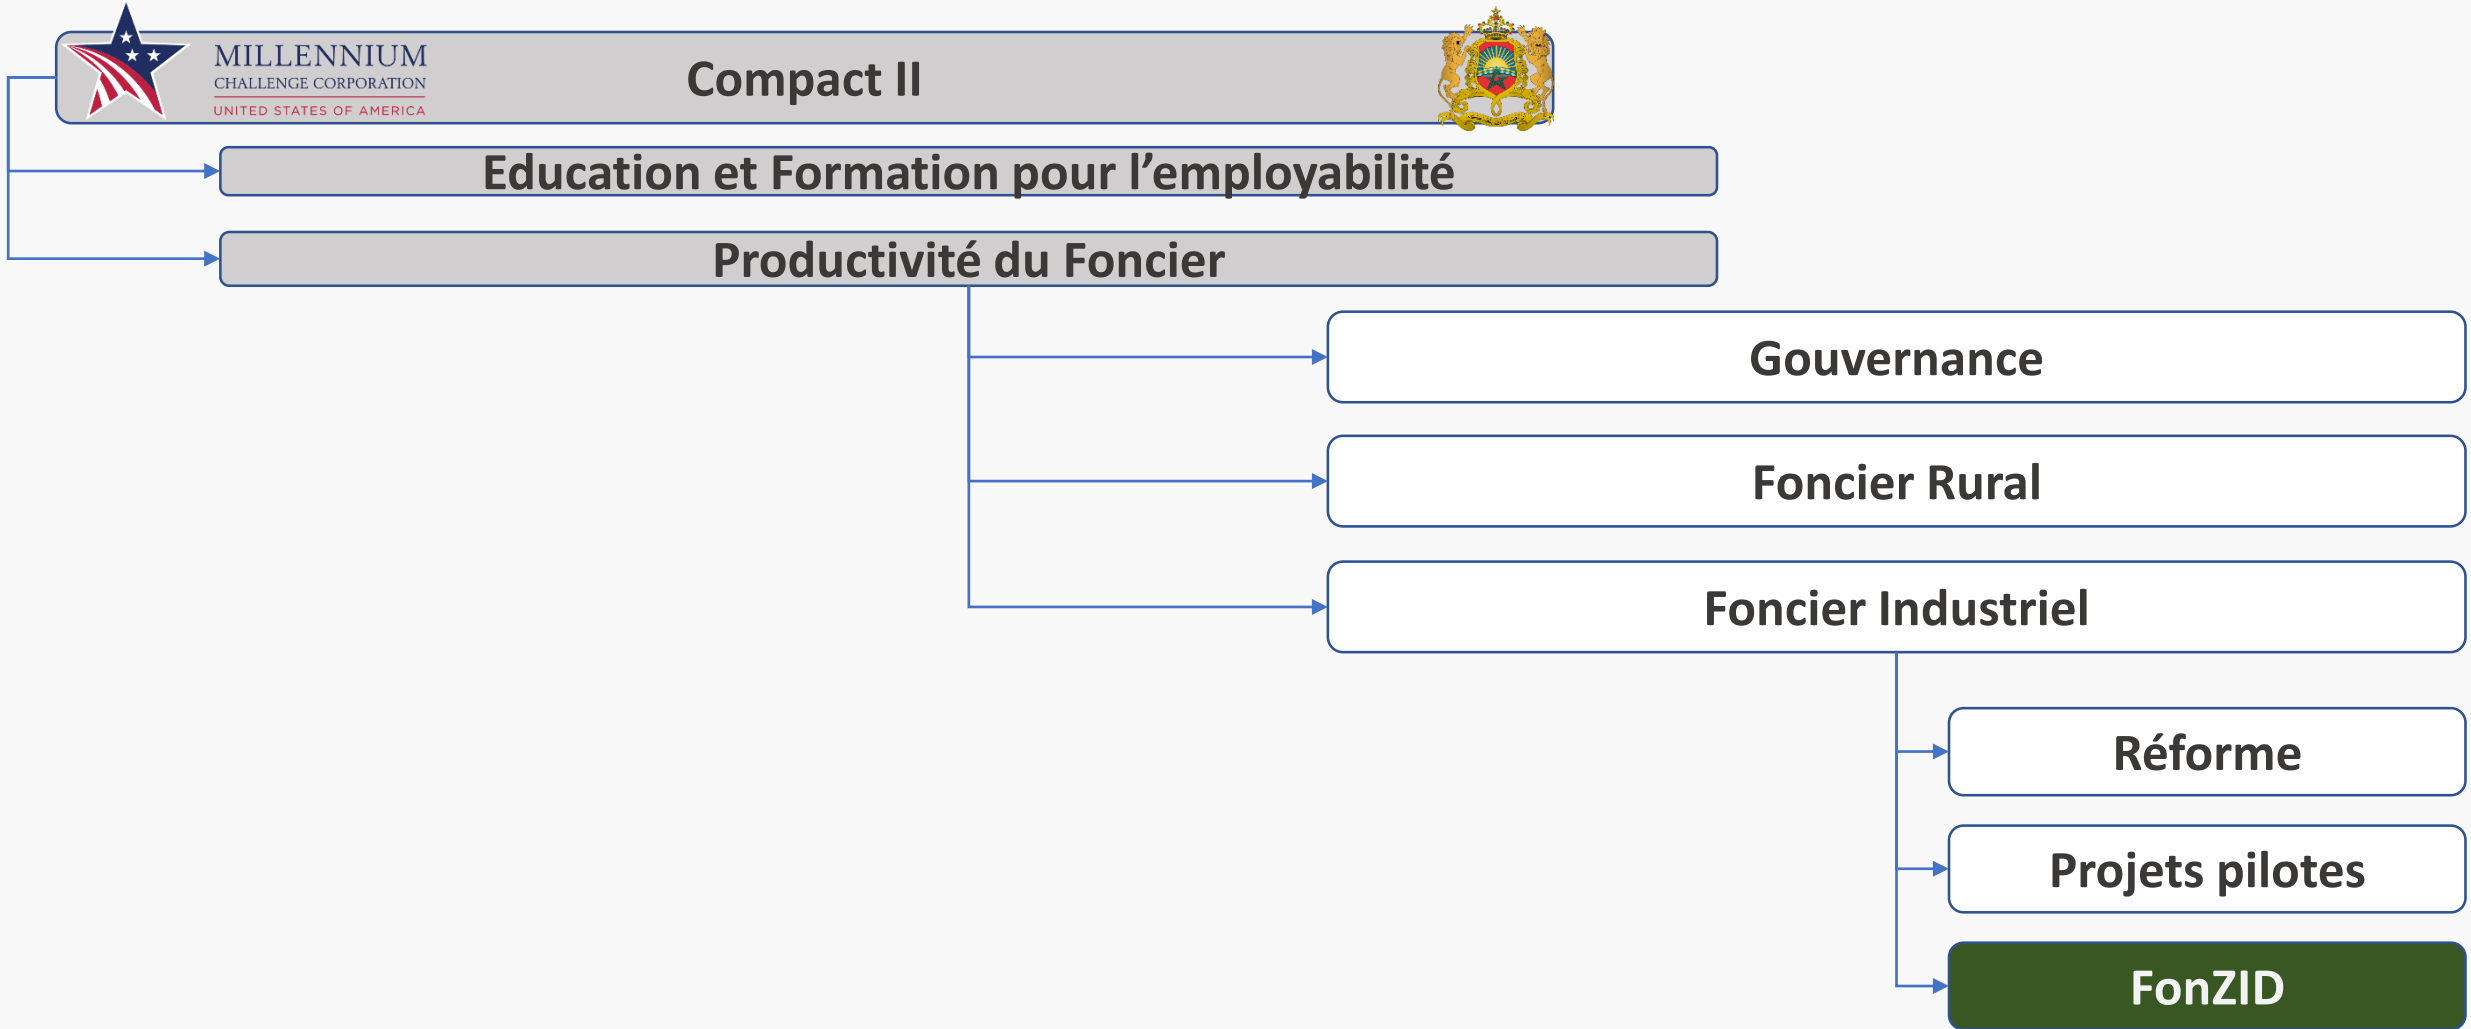 MILLENNIUM
CHALLENGE CORPORATION
UNITED STATES OF AMERICA
Compact II
Education et Formation pour l’employabilité
Productivité du Foncier
Gouvernance
Foncier Rural
Foncier Industriel
Réforme
Projets pilotes
FonZID